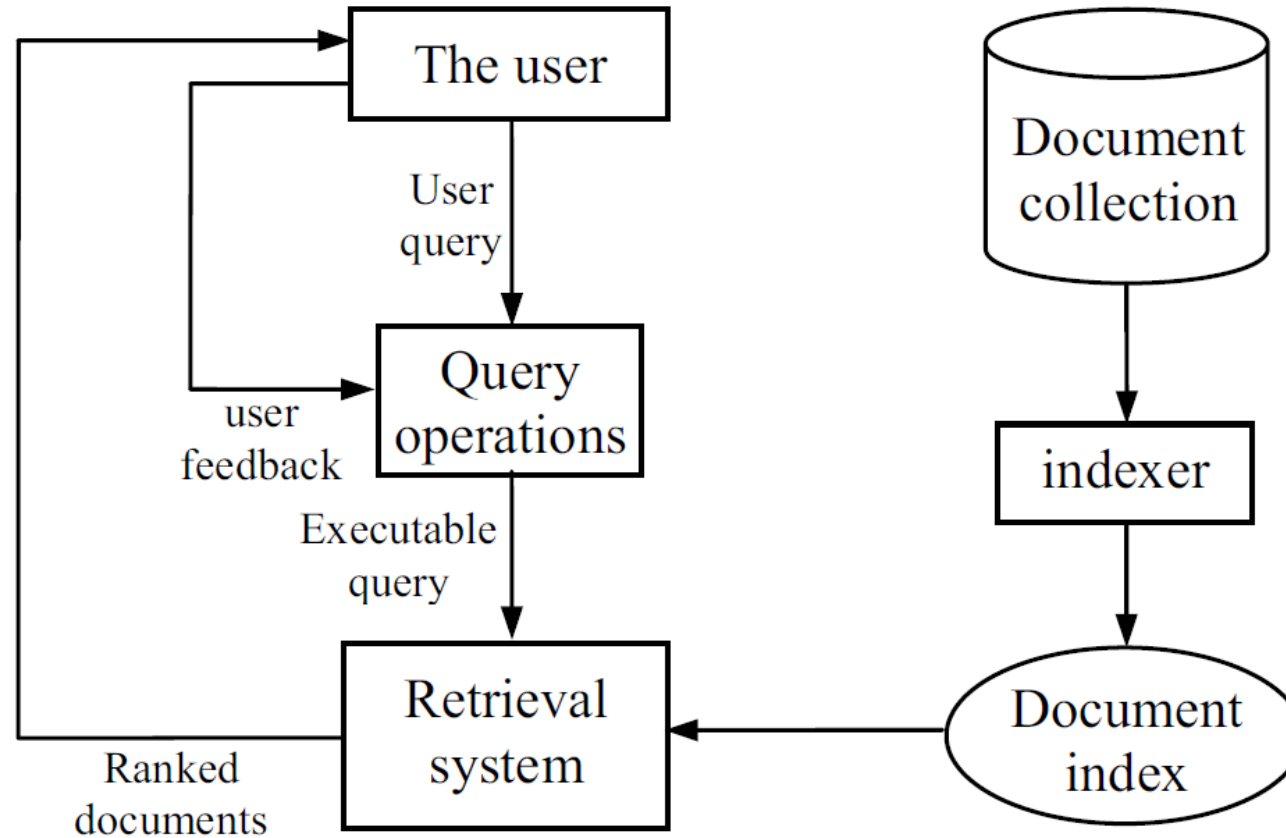 The user
Document
collection
User
query
Query
operations
user
feedback
indexer
Executable
query
Retrieval
system
Document
index
Ranked
documents